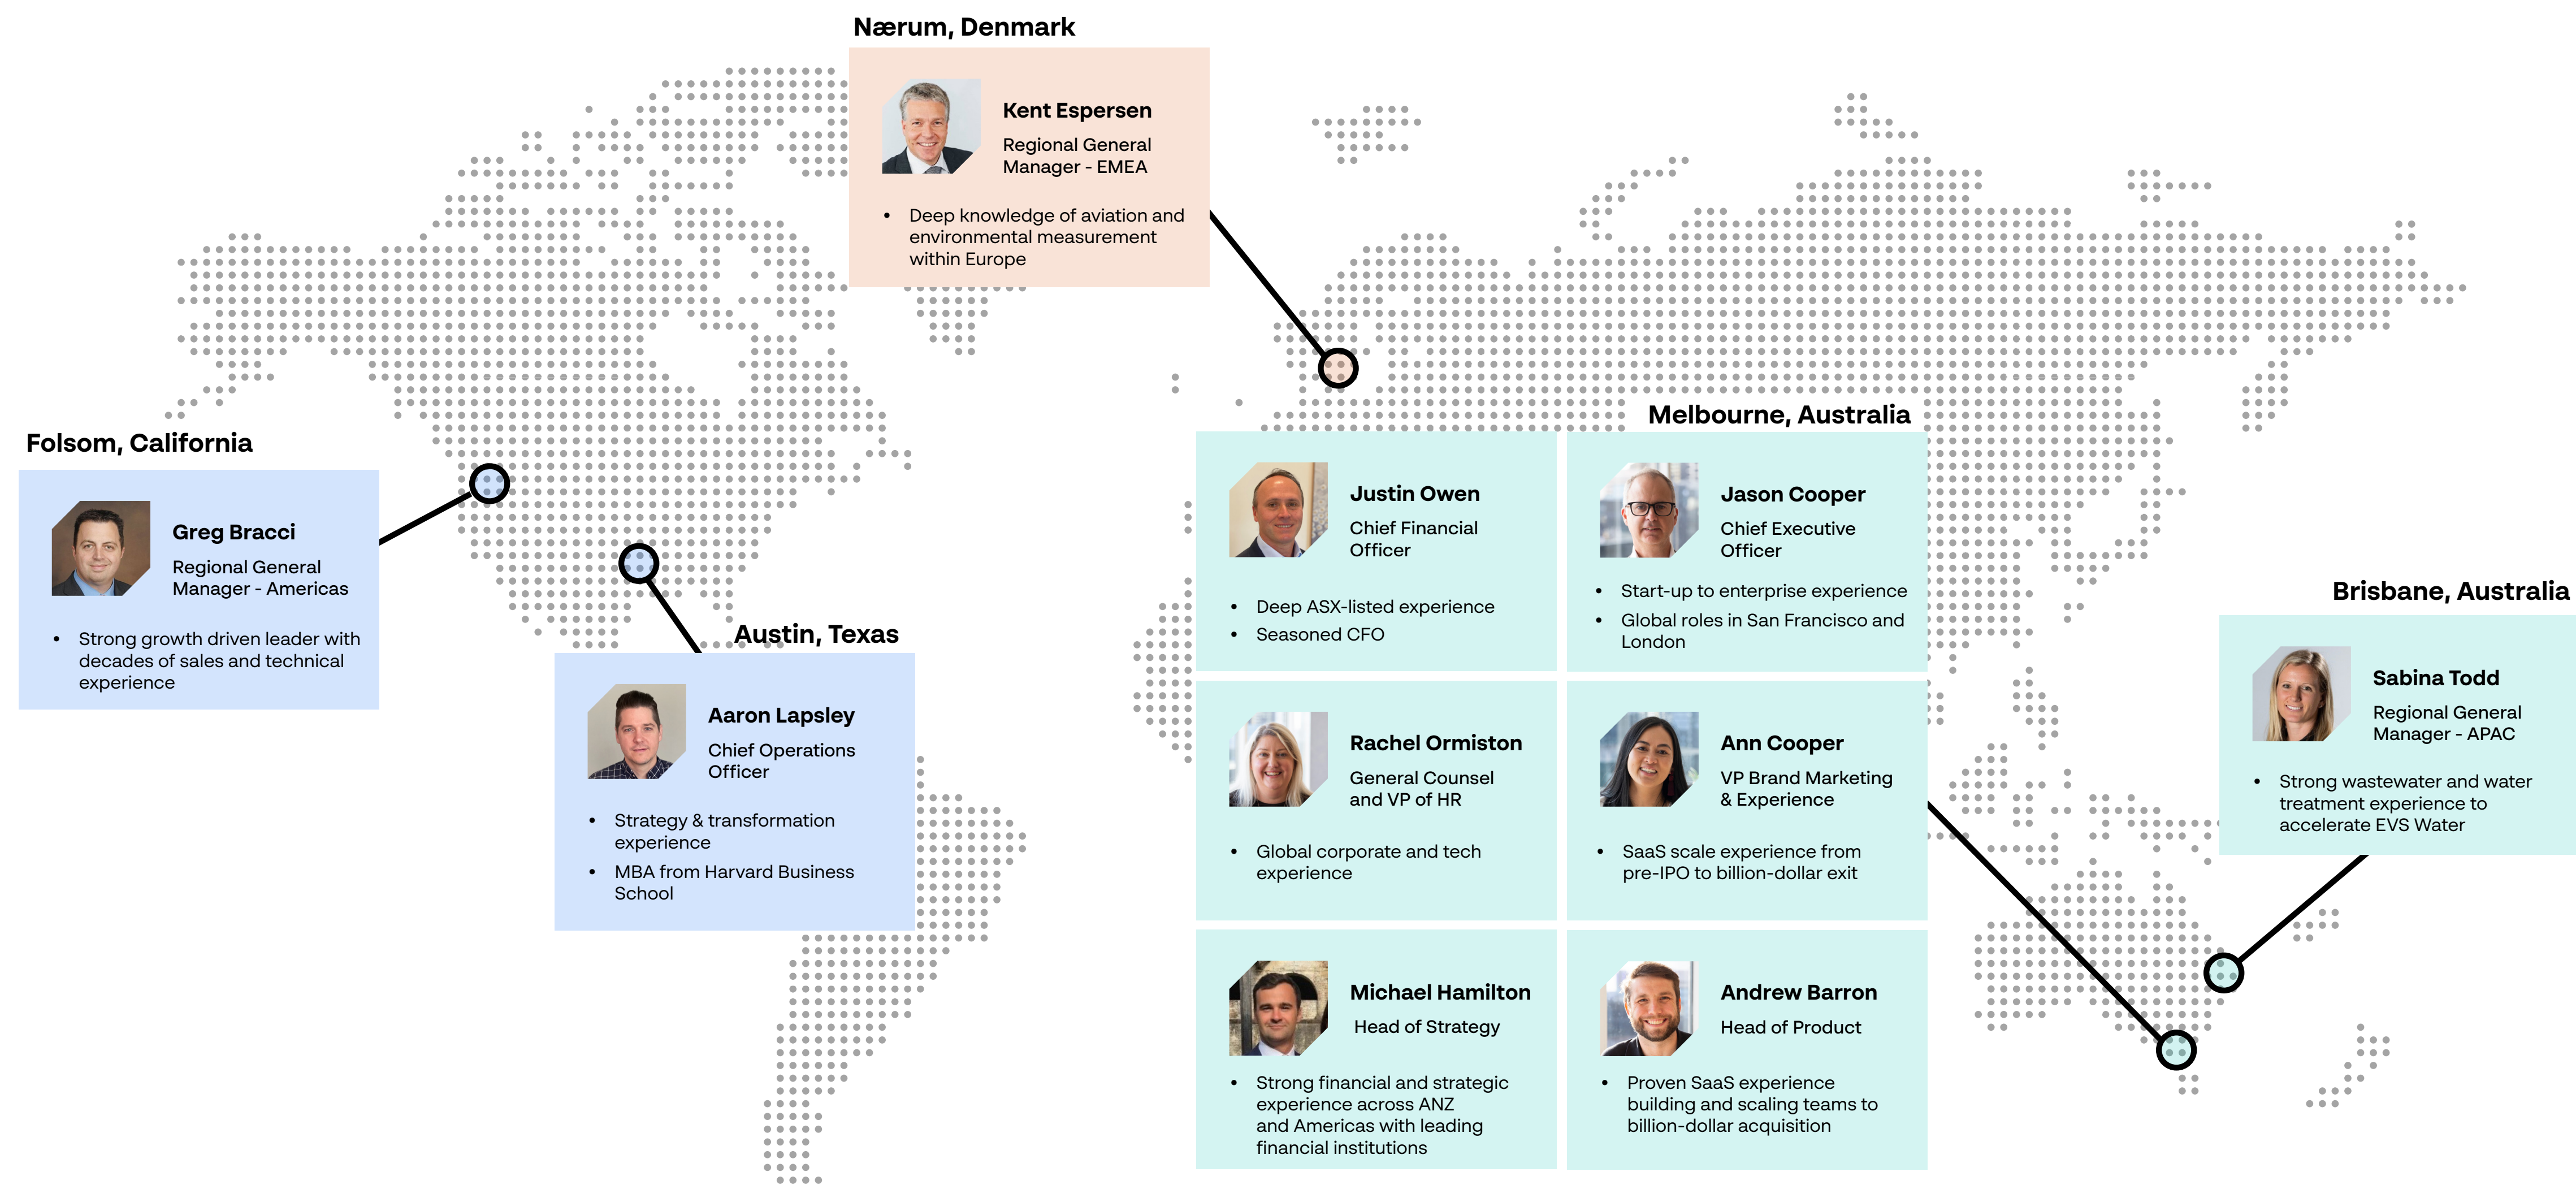 Nærum, Denmark
Kent Espersen
Regional General
Manager - EMEA
• Deep knowledge of aviation and
environmental measurement
within Europe
Folsom, California
Greg Bracci
Regional General
Manager - Americas
• Strong growth driven leader with
decades of sales and technical
experience
Austin, Texas
Aaron Lapsley
Chief Operations
Officer
• Strategy & transformation
experience
• MBA from Harvard Business
School
Melbourne, Australia
Justin Owen
Chief Financial
Officer
• Deep ASX-listed experience
• Seasoned CFO
Jason Cooper
Chief Executive
Officer
• Start-up to enterprise experience
• Global roles in San Francisco and
London
Rachel Ormiston
General Counsel
and VP of HR
• Global corporate and tech
experience
Ann Cooper
VP Brand Marketing
& Experience
• SaaS scale experience from
pre-IPO to billion-dollar exit
Michael Hamilton
Head of Strategy
• Strong financial and strategic
experience across ANZ
and Americas with leading
financial institutions
Andrew Barron
Head of Product
• Proven SaaS experience
building and scaling teams to
billion-dollar acquisition
Brisbane, Australia
Sabina Todd
Regional General
Manager - APAC
• Strong wastewater and water
treatment experience to
accelerate EVS Water